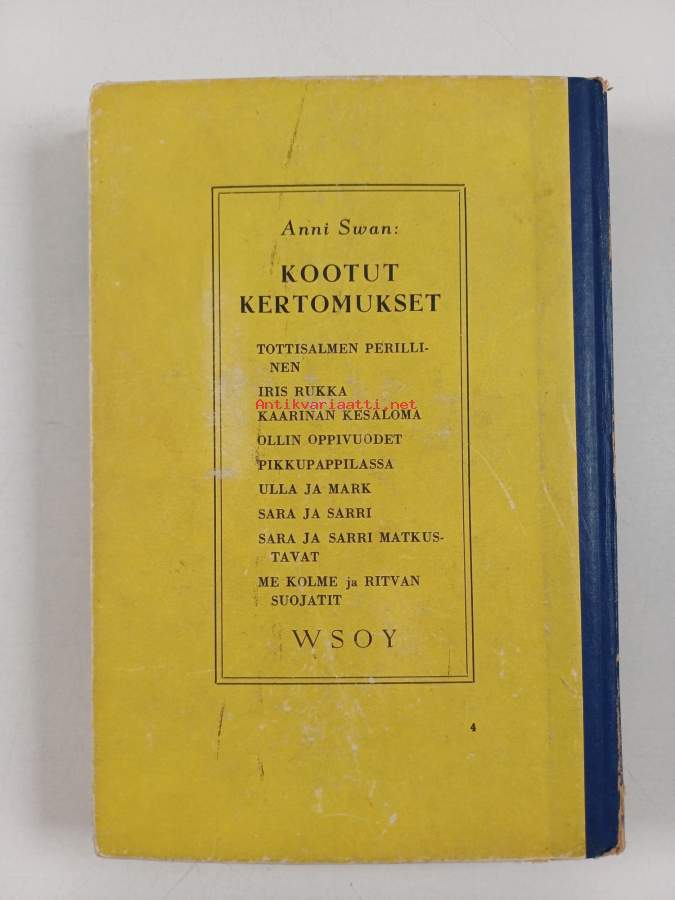 Anni Swan:
KOOTUT
KERTOMUKSET
TOTTISALMEN PERILLI-
NEN
IRIS RUKKA
Antikvariaatti.net
KAARINAN KESÄLOMA
OLLIN OPPIVUODET
PIKKUPAPPILASSA
ULLA JA MARK
SARA JA SARRI
SARA JA SARRI MATKUS-
TAVAT
ME KOLME ja RITVAN
SUOJATIT
WSOY
4